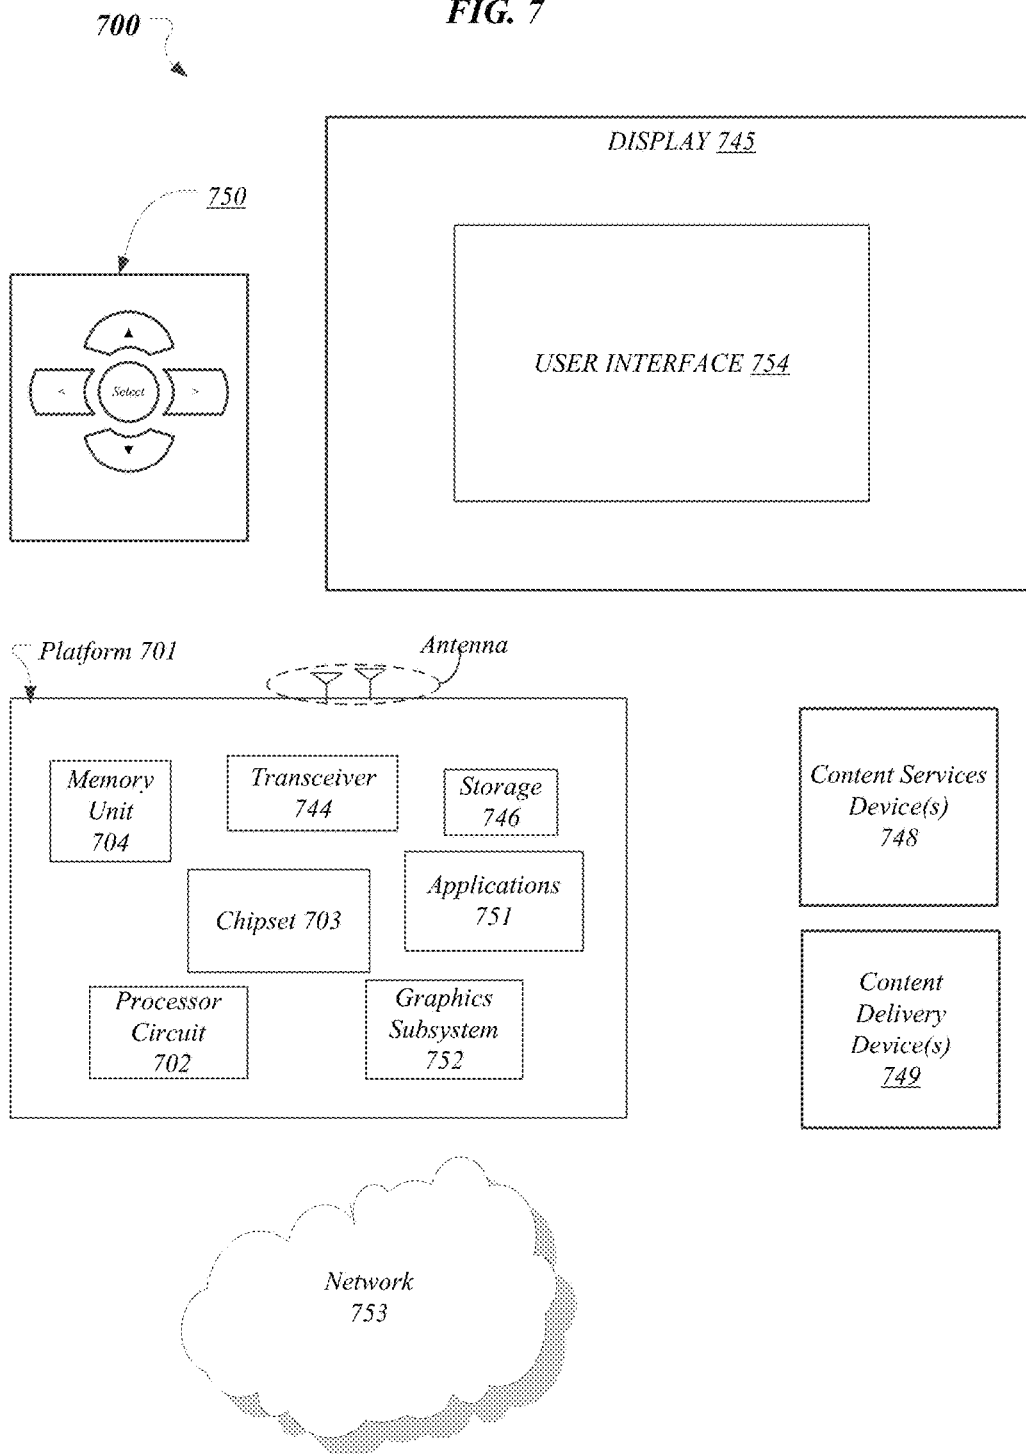 FIG. 7
700
DISPLAY 745
750
USER INTERFACE 754
<
Select
>
Platform 701
Antenna
Memory
Unit
704
Transceiver
744
Storage
746
Applications
751
Chipset 703
Processor
Circuit
702
Graphics
Subsystem
752
Content Services
Device(s)
748
Content
Delivery
Device(s)
749
Network
753